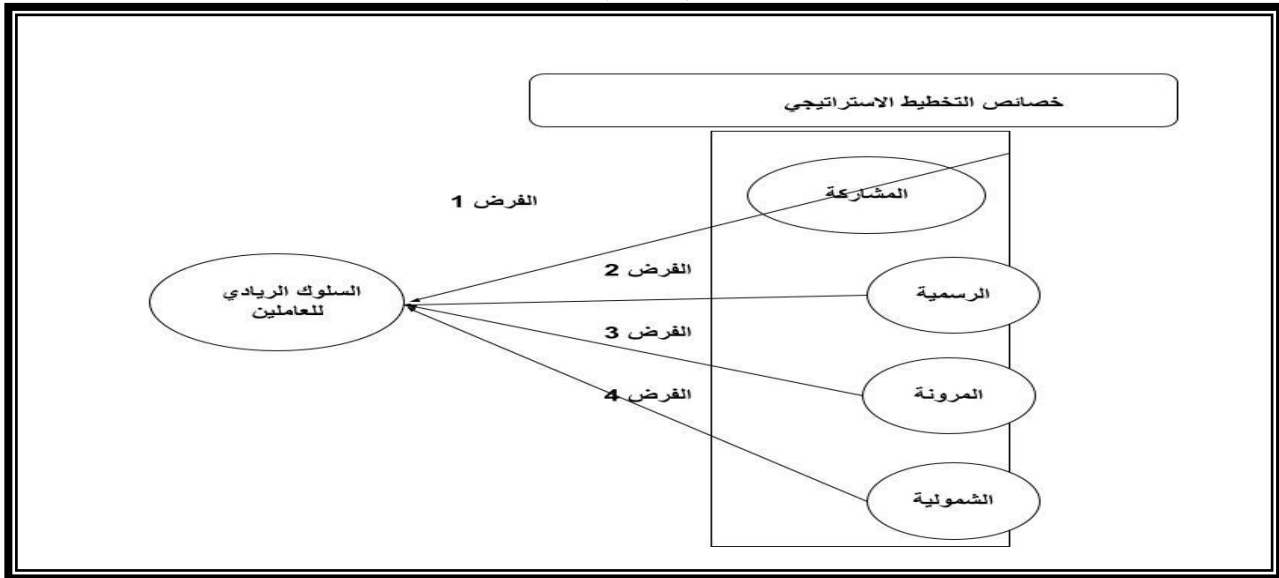 خصائص التخطيط الاستراتيجي
المشاركة
الفرض 1
الفرض 2
الرسمية
السلوك الريادي
للعاملين
الفرض 3
المرونة
الفرض 4
الشمولية